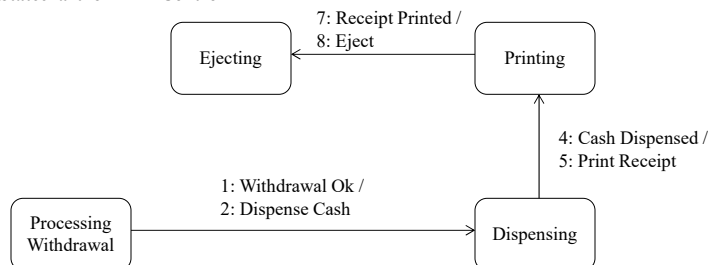 7: Receipt Printed /
8: Eject
Ejecting
Printing
4: Cash Dispensed /
5: Print Receipt
1: Withdrawal Ok /
2: Dispense Cash
Processing
Withdrawal
Dispensing